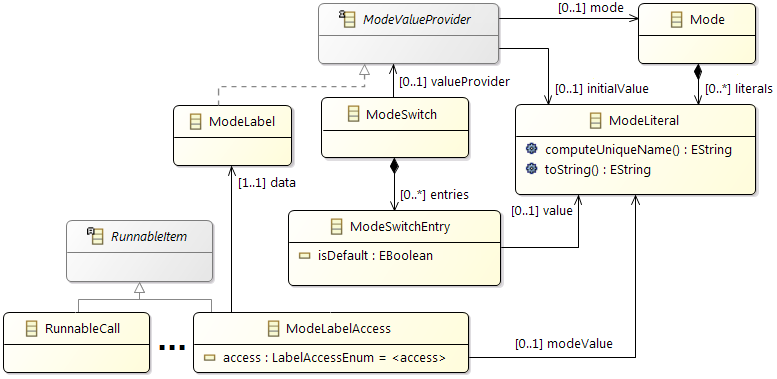 ModeValueProvider
[0..1] mode
Mode
[0..1] valueProvider
[0..1] initialValue
[0..*] literals
ModeLabel
ModeSwitch
ModeLiteral
computeUniqueName() : EString
toString() : EString
[1..1] data
[0..*] entries
[0..1] value
RunnableItem
ModeSwitchEntry
isDefault : EBoolean
RunnableCall
...
ModeLabelAccess
access : LabelAccessEnum = <access>
[0..1] modeValue